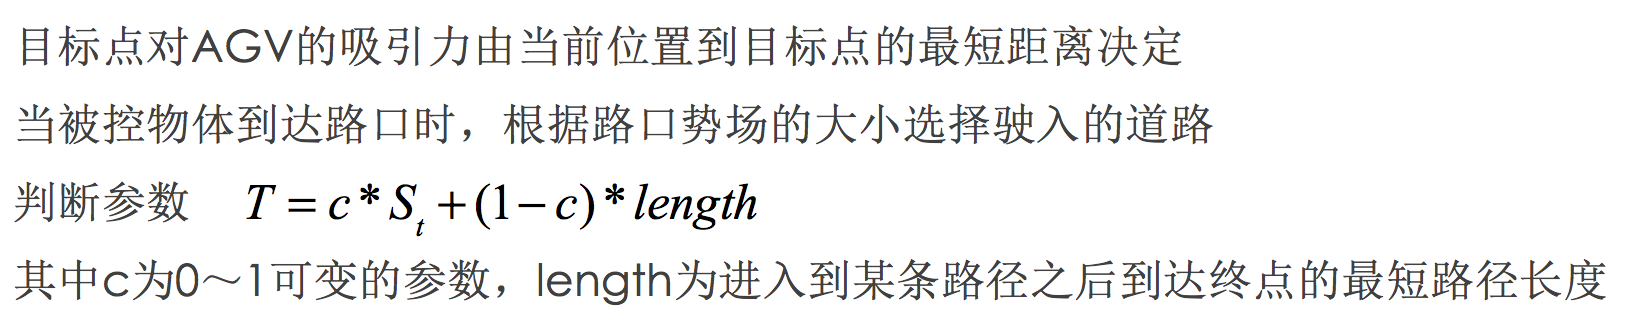 目标点对AGV的吸引力由当前位置到目标点的最短距离决定
当被控物体到达路口时，根据路口势场的大小选择驶入的道路
判断参数 T = c * S_t + (1 − c) * length
其中c为0～1可变的参数，length为进入到某条路径之后到达终点的最短路径长度